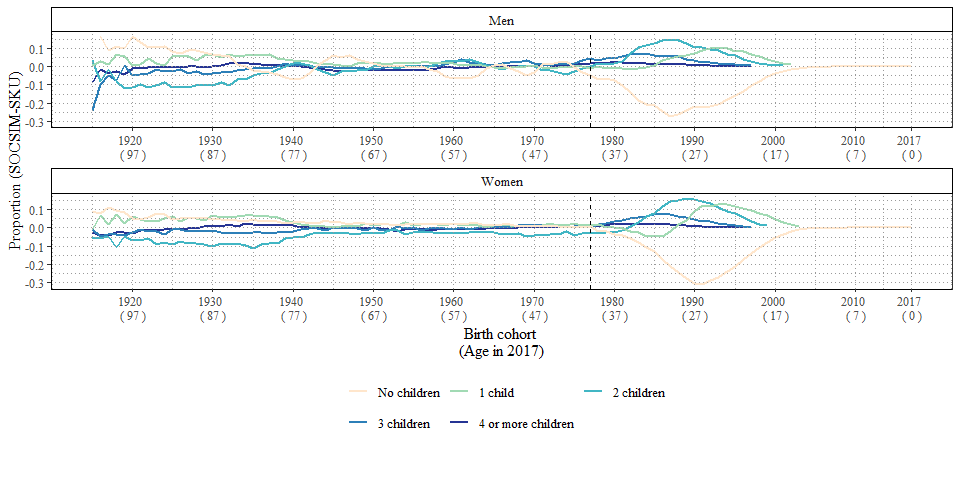 Men
0.1
0.0
-0.1
-0.2
-0.3
1920 1930 1940 1950 1960 1970 1980 1990 2000 2010 2017
( 97 ) ( 87 ) ( 77 ) ( 67 ) ( 57 ) ( 47 ) ( 37 ) ( 27 ) ( 17 ) ( 7 ) ( 0 )
Proportion (SOCSIM-SKU)
Women
0.1
0.0
-0.1
-0.2
-0.3
1920 1930 1940 1950 1960 1970 1980 1990 2000 2010 2017
( 97 ) ( 87 ) ( 77 ) ( 67 ) ( 57 ) ( 47 ) ( 37 ) ( 27 ) ( 17 ) ( 7 ) ( 0 )
Birth cohort
(Age in 2017)
No children 1 child 2 children
3 children 4 or more children